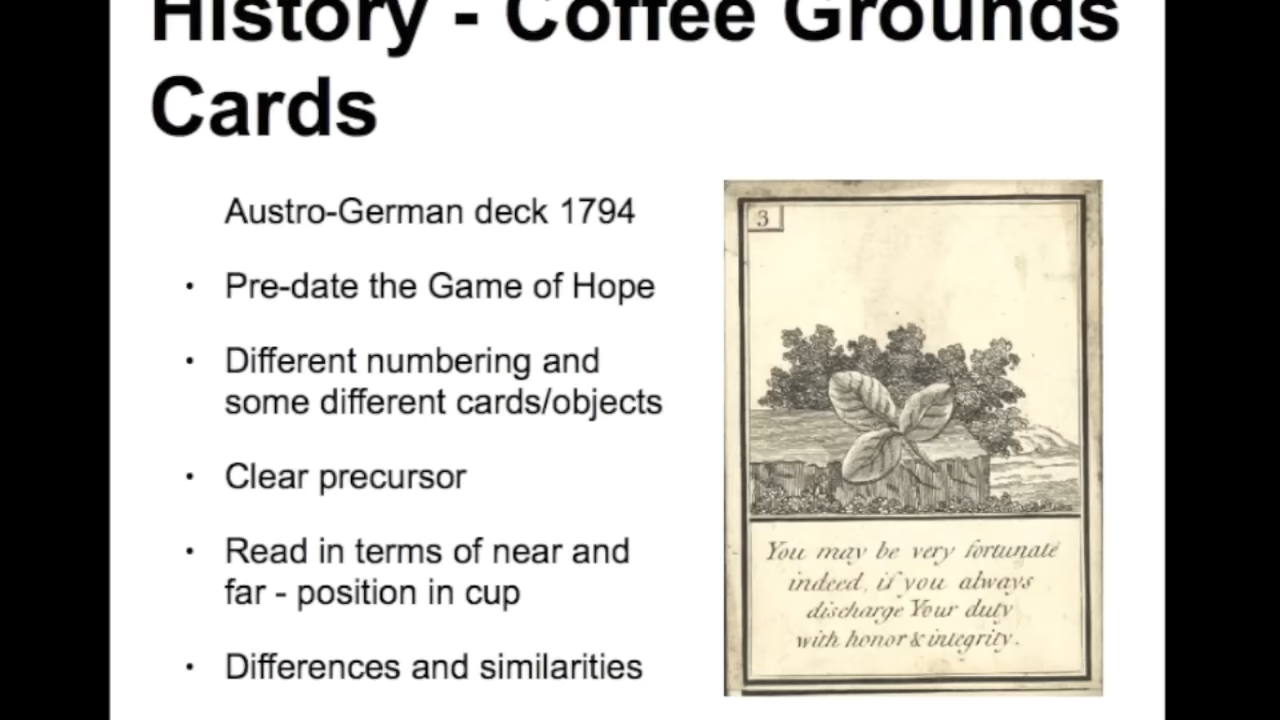 History - Coffee Grounds
Cards
Austro-German deck 1794
· Pre-date the Game of Hope
· Different numbering and
some different cards/objects
· Clear precursor
· Read in terms of near and
far - position in cup
· Differences and similarities
3
You may be very fortunate
indeed, if you always
discharge Your duty
with honor & integrity.